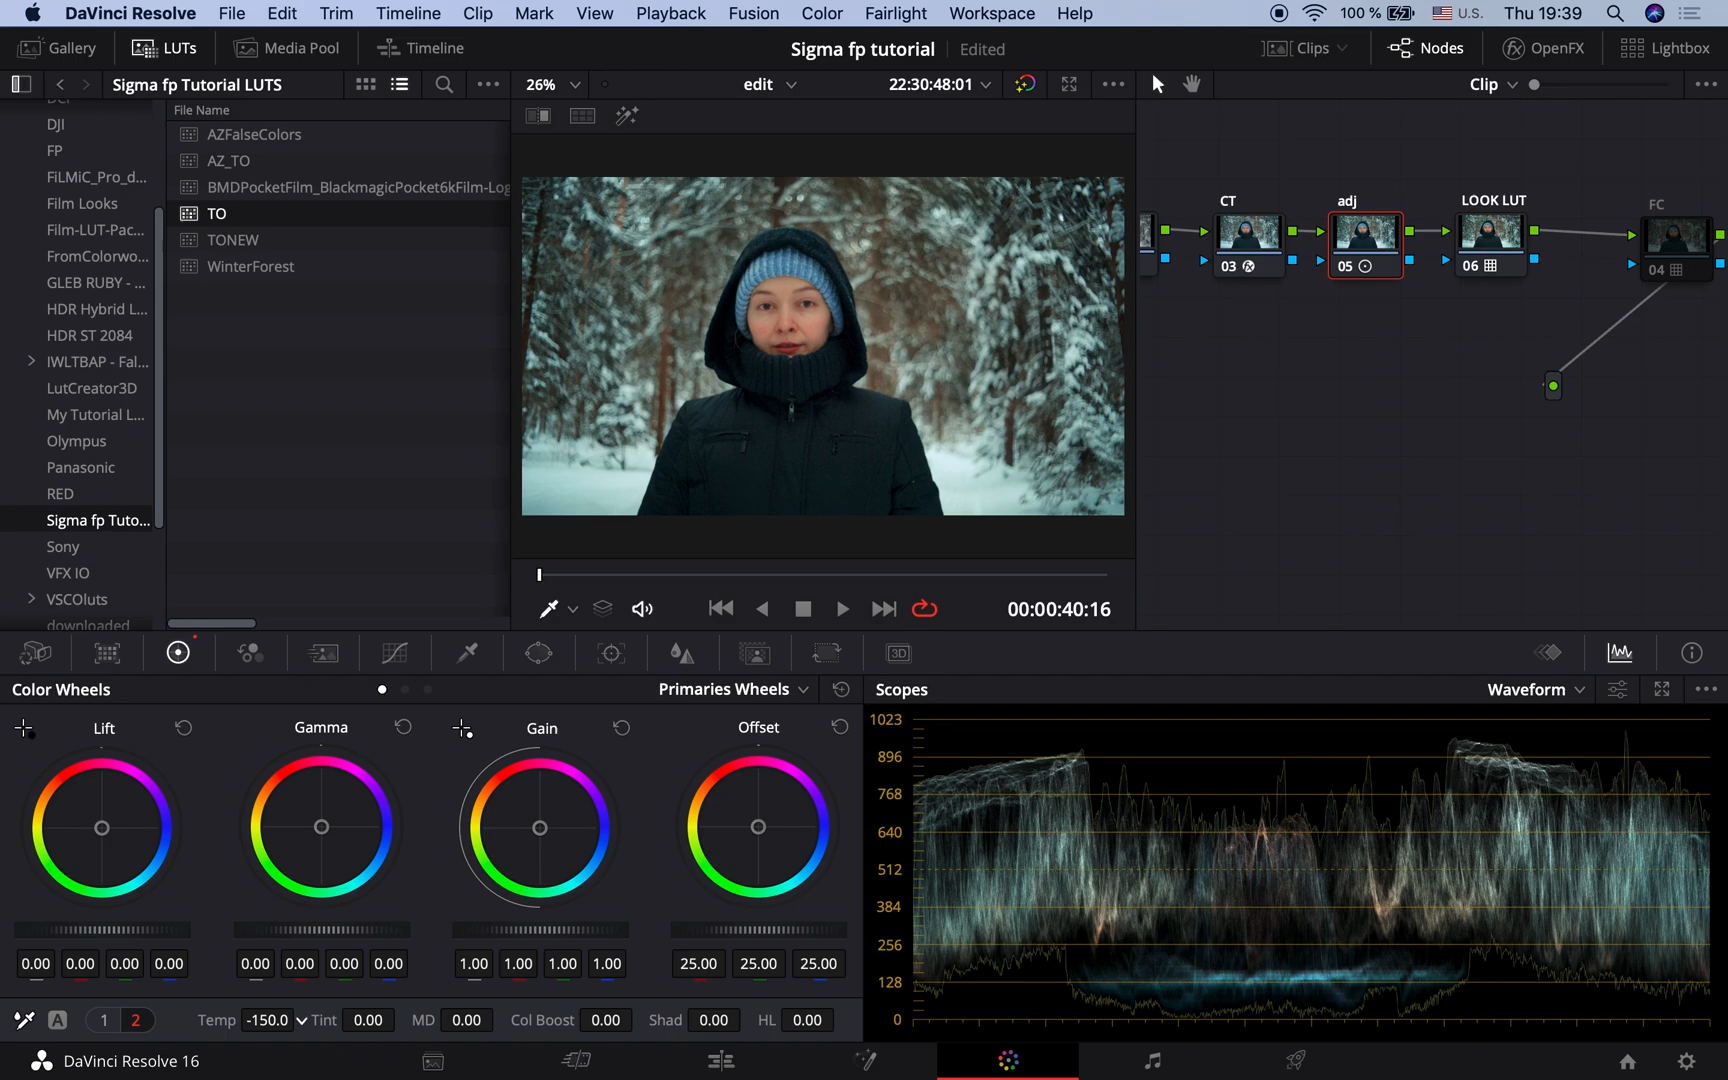 DaVinci Resolve File Edit Trim Timeline Clip Mark View Playback Fusion Color Fairlight Workspace Help 100 % U.S. Thu 19:39
Gallery LUTs Media Pool Timeline Sigma fp tutorial Edited Clips Nodes OpenFX Lightbox
Sigma fp Tutorial LUTS 26% edit 22:30:48:01 Clip
File Name
DJI
FP
FiLMiC_Pro_d...
Film Looks
Film-LUT-Pac...
FromColorwo...
GLEB RUBY - ...
HDR Hybrid L...
HDR ST 2084
IWLTBAP - Fal...
LutCreator3D
My Tutorial L...
Olympus
Panasonic
RED
Sigma fp Tuto...
Sony
VFX IO
VSCOluts
downloaded
AZFalseColors
AZ_TO
BMDPocketFilm_BlackmagicPocket6kFilm-Log
TO
TONEW
WinterForest
CT adj LOOK LUT FC
03 05 06 04
00:00:40:16
3D
Color Wheels Primaries Wheels Scopes Waveform
Lift Gamma Gain Offset
0.00 0.00 0.00 0.00 0.00 0.00 0.00 0.00 1.00 1.00 1.00 1.00 25.00 25.00 25.00
A 1 2 Temp -150.0 Tint 0.00 MD 0.00 Col Boost 0.00 Shad 0.00 HL 0.00
1023
896
768
640
512
384
256
128
0
DaVinci Resolve 16